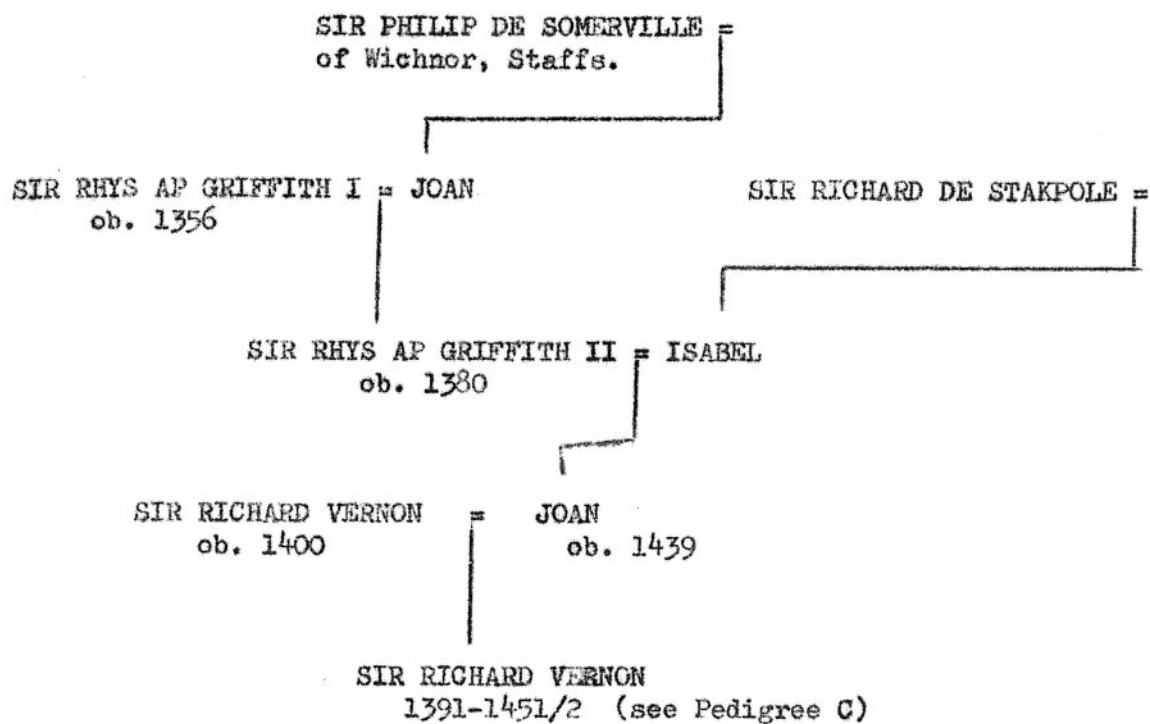 SIR PHILIP DE SOMERVILLE =
of Wichnor, Staffs.
SIR RHYS AP GRIFFITH I = JOAN
ob. 1356
SIR RICHARD DE STAKPOLE =
SIR RHYS AP GRIFFITH II = ISABEL
ob. 1380
SIR RICHARD VERNON = JOAN
ob. 1400 ob. 1439
SIR RICHARD VERNON
1391-1451/2 (see Pedigree C)